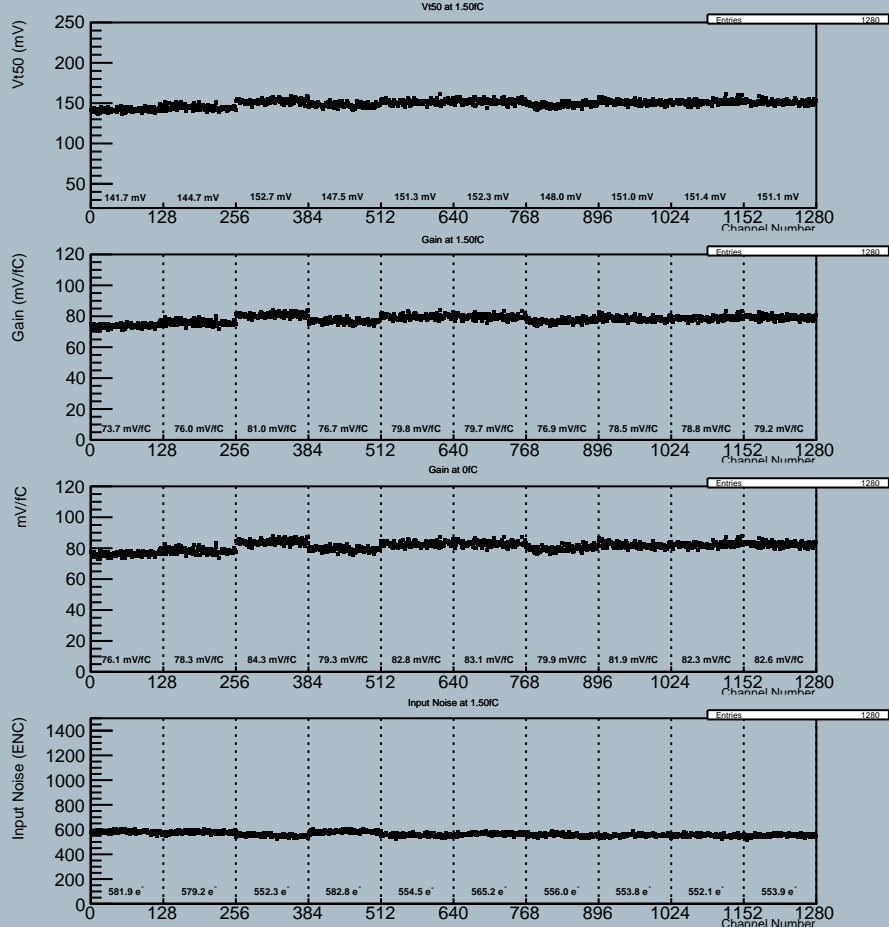 Vt50 at 1.50fC
Entries 1280
Vt50 (mV)
250
200
150
100
50
141.7 mV 144.7 mV 152.7 mV 147.5 mV 151.3 mV 152.3 mV 148.0 mV 151.0 mV 151.4 mV 151.1 mV
0 128 256 384 512 640 768 896 1024 1152 1280
Channel Number
Gain at 1.50fC
Entries 1280
Gain (mV/fC)
120
100
80
60
40
20
0
73.7 mV/fC 76.0 mV/fC 81.0 mV/fC 76.7 mV/fC 79.8 mV/fC 79.7 mV/fC 76.9 mV/fC 78.5 mV/fC 78.8 mV/fC 79.2 mV/fC
0 128 256 384 512 640 768 896 1024 1152 1280
Channel Number
Gain at 0fC
Entries 1280
mV/fC
120
100
80
60
40
20
0
76.1 mV/fC 78.3 mV/fC 84.3 mV/fC 79.3 mV/fC 82.8 mV/fC 83.1 mV/fC 79.9 mV/fC 81.9 mV/fC 82.3 mV/fC 82.6 mV/fC
0 128 256 384 512 640 768 896 1024 1152 1280
Channel Number
Input Noise at 1.50fC
Entries 1280
Input Noise (ENC)
1400
1200
1000
800
600
400
200
0
581.9 e⁻ 579.2 e⁻ 552.3 e⁻ 582.8 e⁻ 554.5 e⁻ 565.2 e⁻ 556.0 e⁻ 553.8 e⁻ 552.1 e⁻ 553.9 e⁻
0 128 256 384 512 640 768 896 1024 1152 1280
Channel Number